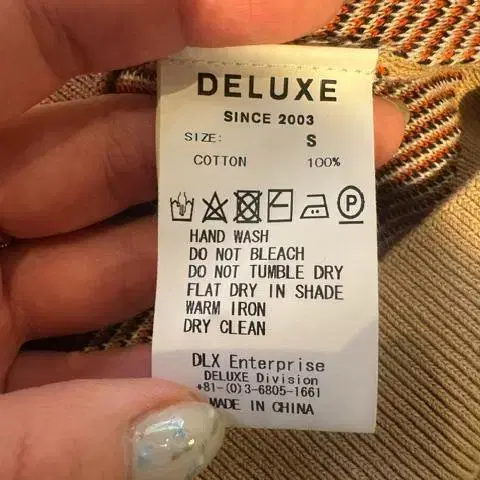 DELUXE
SINCE 2003
SIZE: S
COTTON 100%
P
HAND WASH
DO NOT BLEACH
DO NOT TUMBLE DRY
FLAT DRY IN SHADE
WARM IRON
DRY CLEAN
DLX Enterprise
DELUXE Division
+81-(0)3-6805-1661
MADE IN CHINA